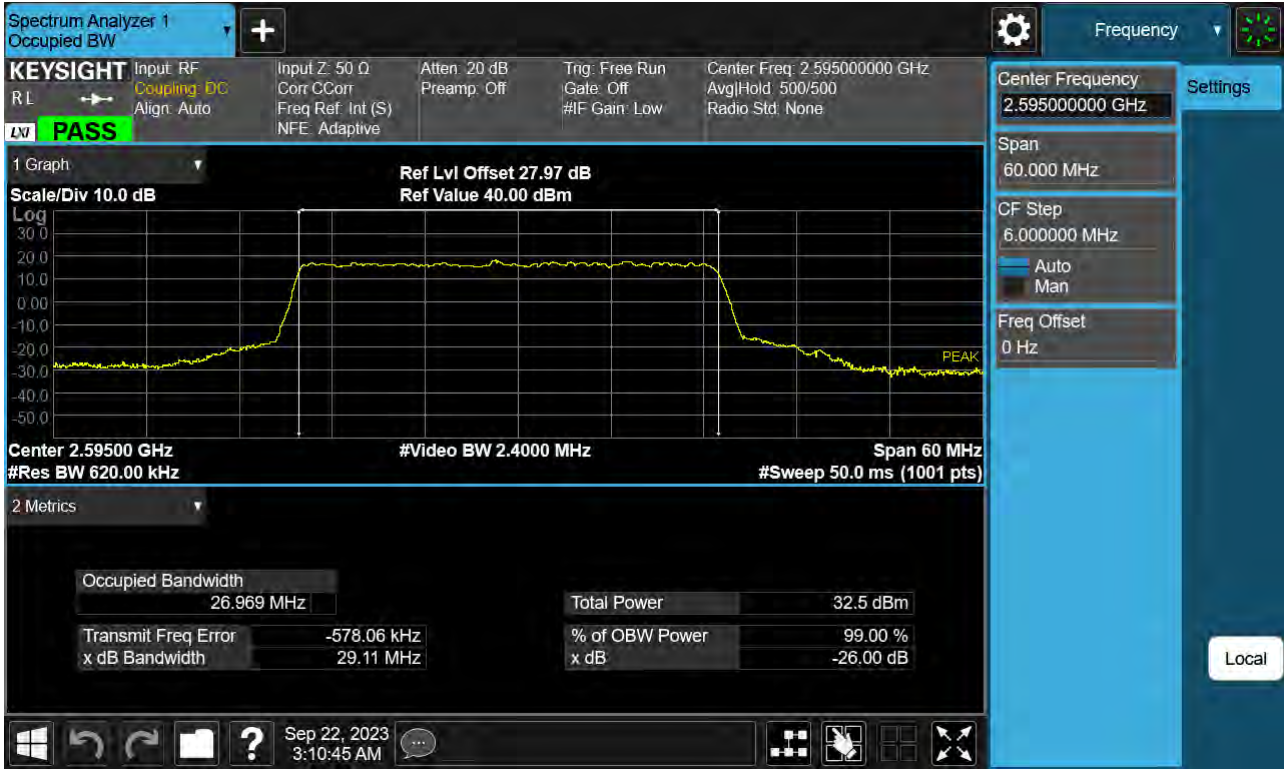 Spectrum Analyzer 1
Occupied BW
Frequency
KEYSIGHT
RL
LXI
PASS
Input: RF
Coupling: DC
Align: Auto
Input Z: 50 Ω
Corr CCorr
Freq Ref: Int (S)
NFE: Adaptive
Atten: 20 dB
Preamp: Off
Trig: Free Run
Gate: Off
#IF Gain: Low
Center Freq: 2.595000000 GHz
Avg|Hold: 500/500
Radio Std: None
Center Frequency
2.595000000 GHz
Settings
Span
60.000 MHz
CF Step
6.000000 MHz
Auto
Man
Freq Offset
0 Hz
Local
1 Graph
Scale/Div 10.0 dB
Ref Lvl Offset 27.97 dB
Ref Value 40.00 dBm
Log
30.0
20.0
10.0
0.00
-10.0
-20.0
-30.0
-40.0
-50.0
PEAK
Center 2.59500 GHz
#Video BW 2.4000 MHz
Span 60 MHz
#Res BW 620.00 kHz
#Sweep 50.0 ms (1001 pts)
2 Metrics
Occupied Bandwidth
26.969 MHz
Total Power 32.5 dBm
Transmit Freq Error -578.06 kHz
% of OBW Power 99.00 %
x dB Bandwidth 29.11 MHz
x dB -26.00 dB
Sep 22, 2023
3:10:45 AM